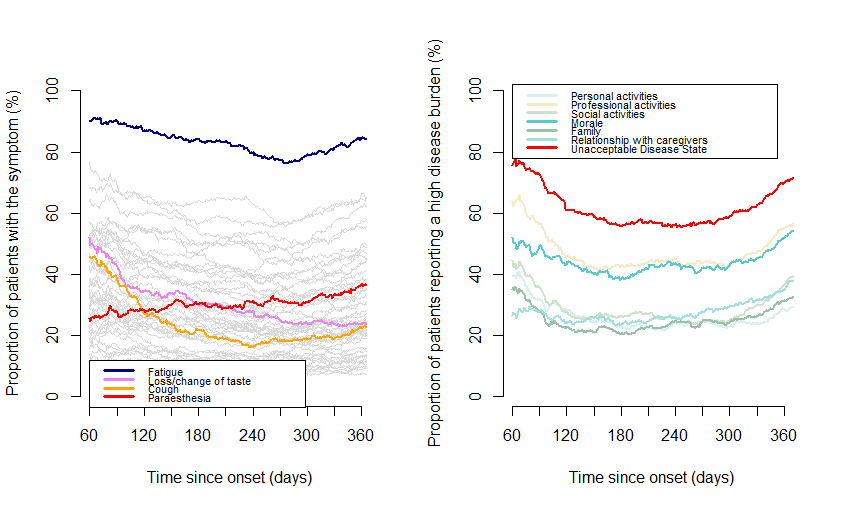 Proportion of patients with the symptom (%)
100
80
60
40
20
0
Fatigue
Loss/change of taste
Cough
Paraesthesia
60 120 180 240 300 360
Time since onset (days)
Proportion of patients reporting a high disease burden (%)
100
80
60
40
20
0
Personal activities
Professional activities
Social activities
Morale
Family
Relationship with caregivers
Unacceptable Disease State
60 120 180 240 300 360
Time since onset (days)